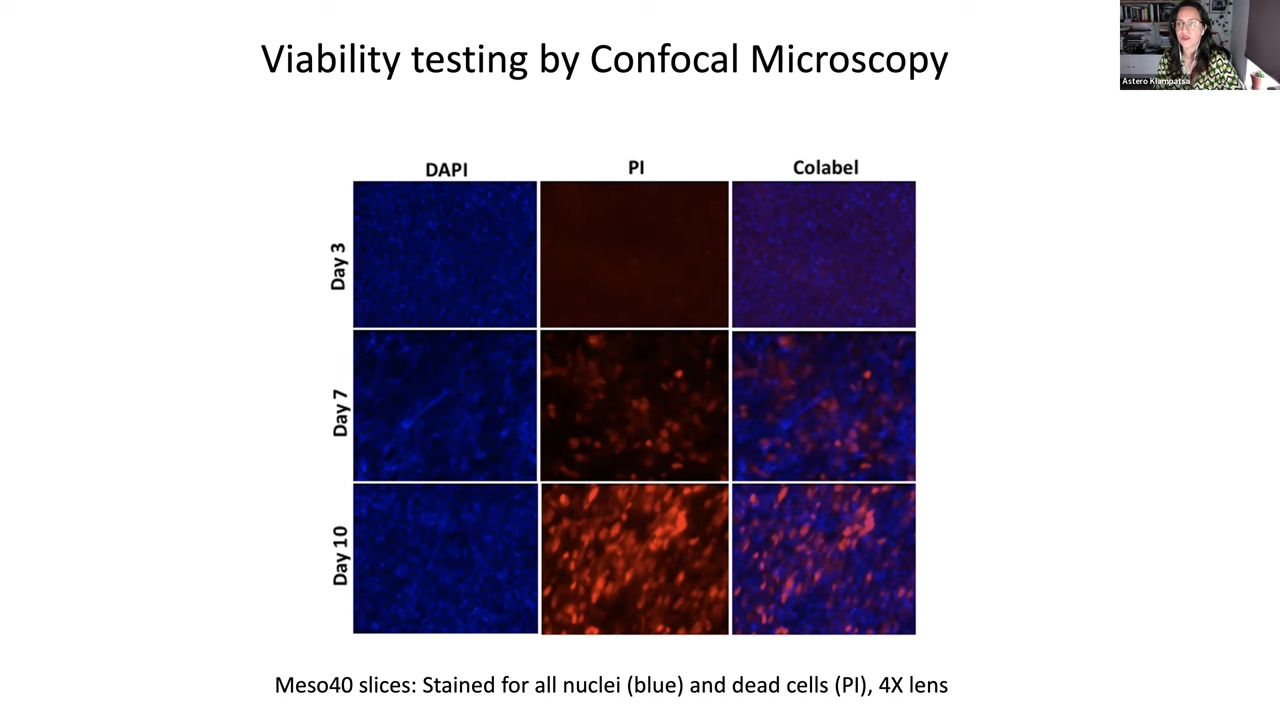 Viability testing by Confocal Microscopy
Astero Klampatsa
DAPI PI Colabel
Day 3
Day 7
Day 10
Meso40 slices: Stained for all nuclei (blue) and dead cells (PI), 4X lens